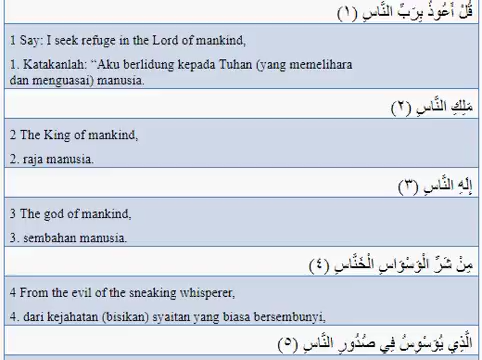 قُلْ أَعُوذُ بِرَبِّ النَّاسِ (١)
1 Say: I seek refuge in the Lord of mankind,
1. Katakanlah: “Aku berlidung kepada Tuhan (yang memelihara
dan menguasai) manusia.
مَلِكِ النَّاسِ (٢)
2 The King of mankind,
2. raja manusia.
إِلَهِ النَّاسِ (٣)
3 The god of mankind,
3. sembahan manusia.
مِنْ شَرِّ الْوَسْوَاسِ الْخَنَّاسِ (٤)
4 From the evil of the sneaking whisperer,
4. dari kejahatan (bisikan) syaitan yang biasa bersembunyi,
الَّذِي يُوَسْوِسُ فِي صُدُورِ النَّاسِ (٥)